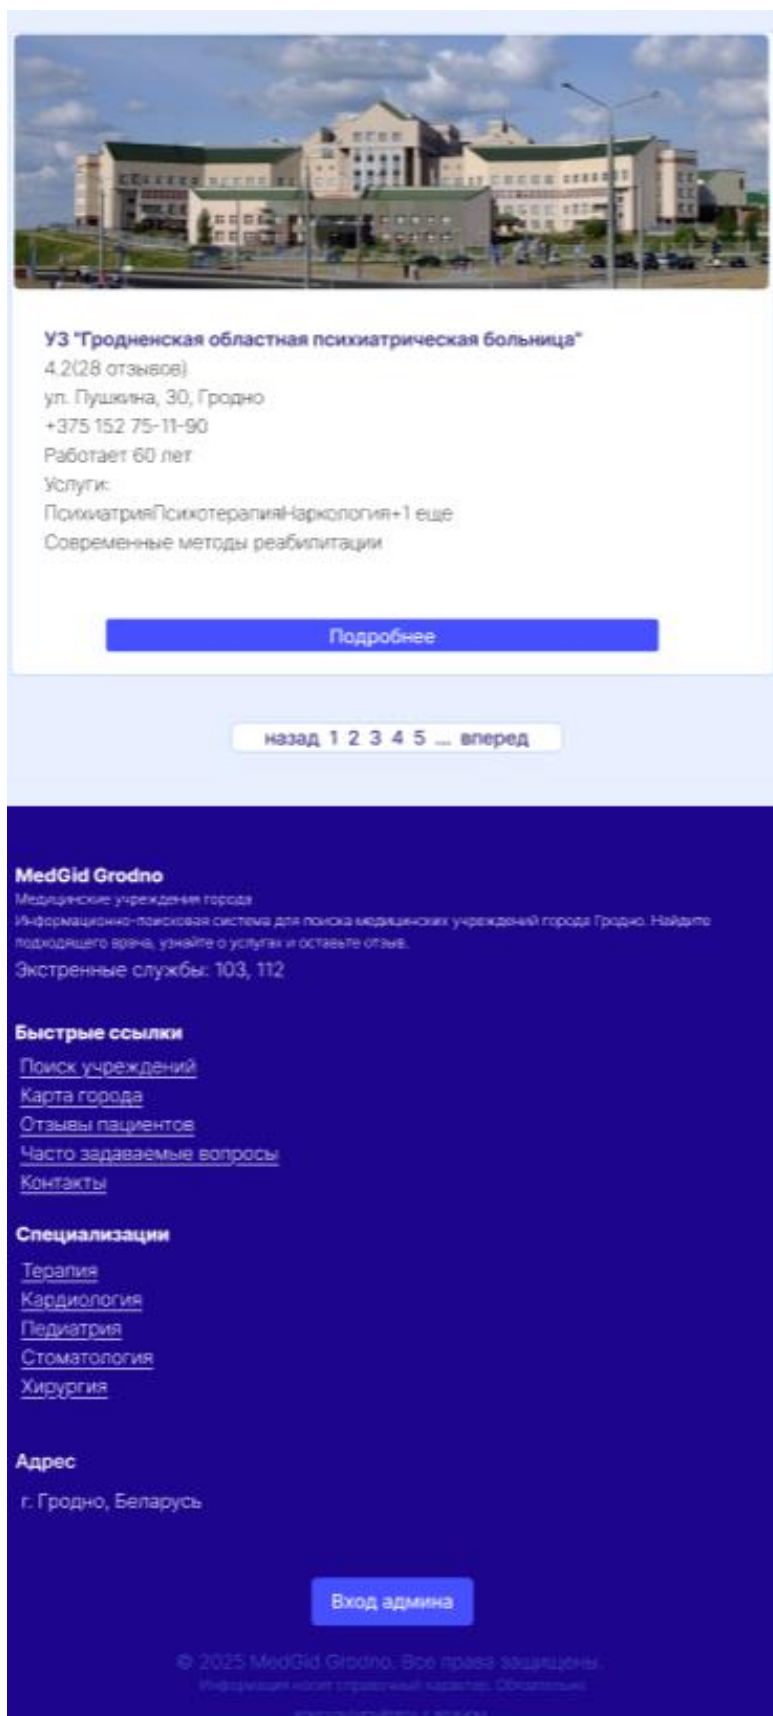 УЗ "Гродненская областная психиатрическая больница"
4.2(28 отзывов)
ул. Пушкина, 30, Гродно
+375 152 75-11-90
Работает 60 лет
Услуги:
ПсихиатрияПсихотерапияНаркология+1 еще
Современные методы реабилитации
Подробнее
назад 1 2 3 4 5 ... вперед
MedGid Grodno
Медицинские учреждения города
Информационно-поисковая система для поиска медицинских учреждений города Гродно. Найдите
подходящего врача, узнайте о услугах и оставьте отзыв.
Экстренные службы: 103, 112
Быстрые ссылки
Поиск учреждений
Карта города
Отзывы пациентов
Часто задаваемые вопросы
Контакты
Специализации
Терапия
Кардиология
Педиатрия
Стоматология
Хирургия
Адрес
г. Гродно, Беларусь
Вход админа
© 2025 MedGid Grodno. Все права защищены.
Информация носит справочный характер. Обязательно